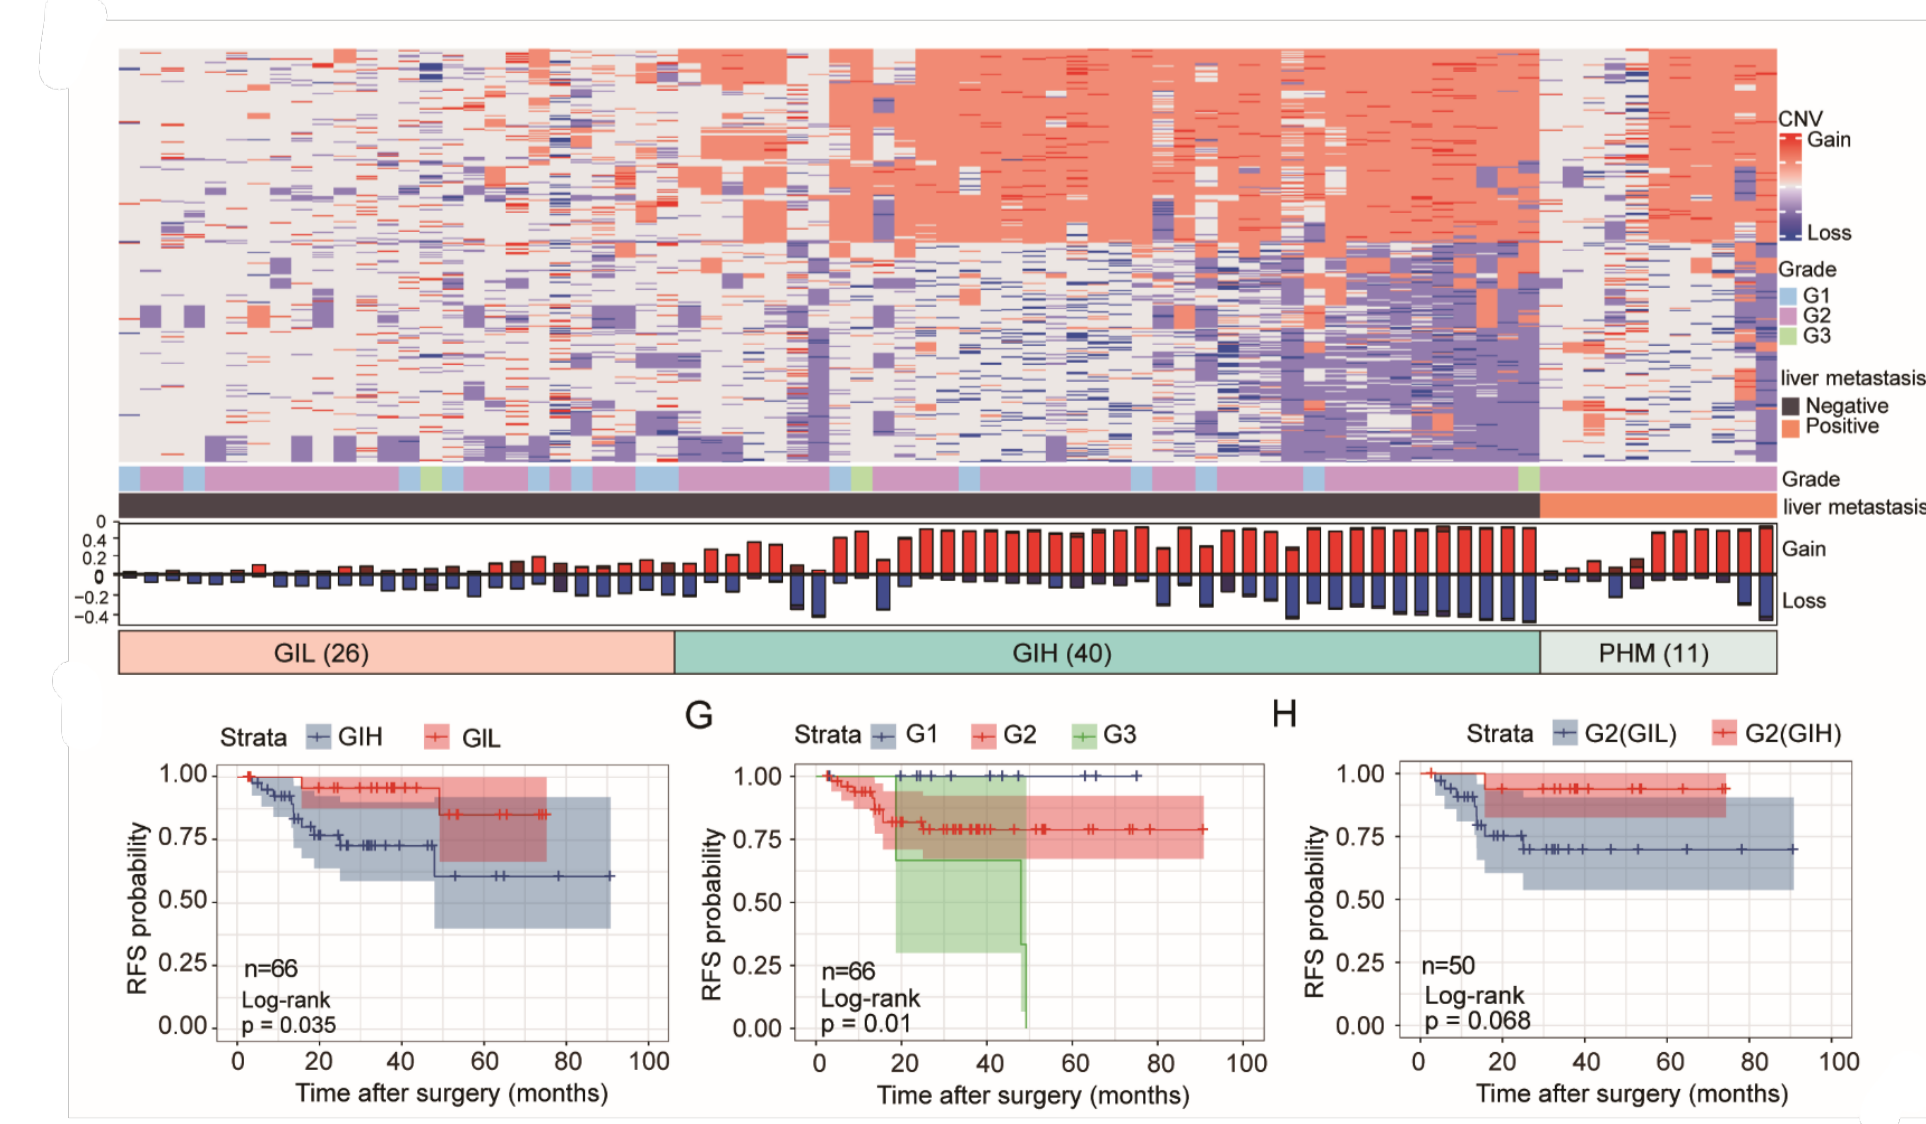 CNV
Gain
Loss
Grade
G1
G2
G3
liver metastasis
Negative
Positive
Grade
liver metastasis
0
0.4
0.2
0
−0.2
−0.4
Gain
Loss
GIL (26)
GIH (40)
PHM (11)
Strata GIH GIL
1.00
0.75
0.50
0.25
0.00
RFS probability
n=66
Log-rank
p = 0.035
0 20 40 60 80 100
Time after surgery (months)
G
Strata G1 G2 G3
1.00
0.75
0.50
0.25
0.00
RFS probability
n=66
Log-rank
p = 0.01
0 20 40 60 80 100
Time after surgery (months)
H
Strata G2(GIL) G2(GIH)
1.00
0.75
0.50
0.25
0.00
RFS probability
n=50
Log-rank
p = 0.068
0 20 40 60 80 100
Time after surgery (months)